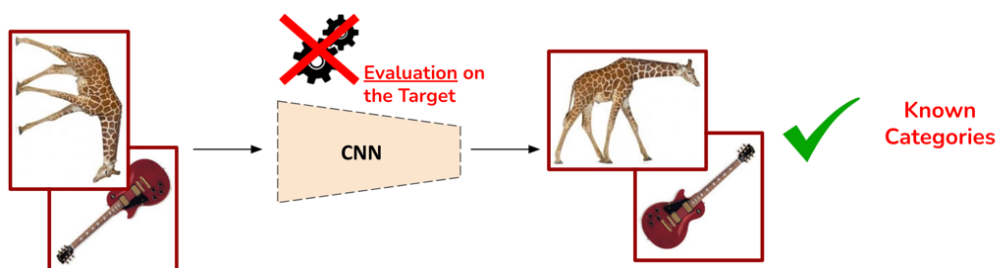 Evaluation on
the Target
CNN
Known
Categories